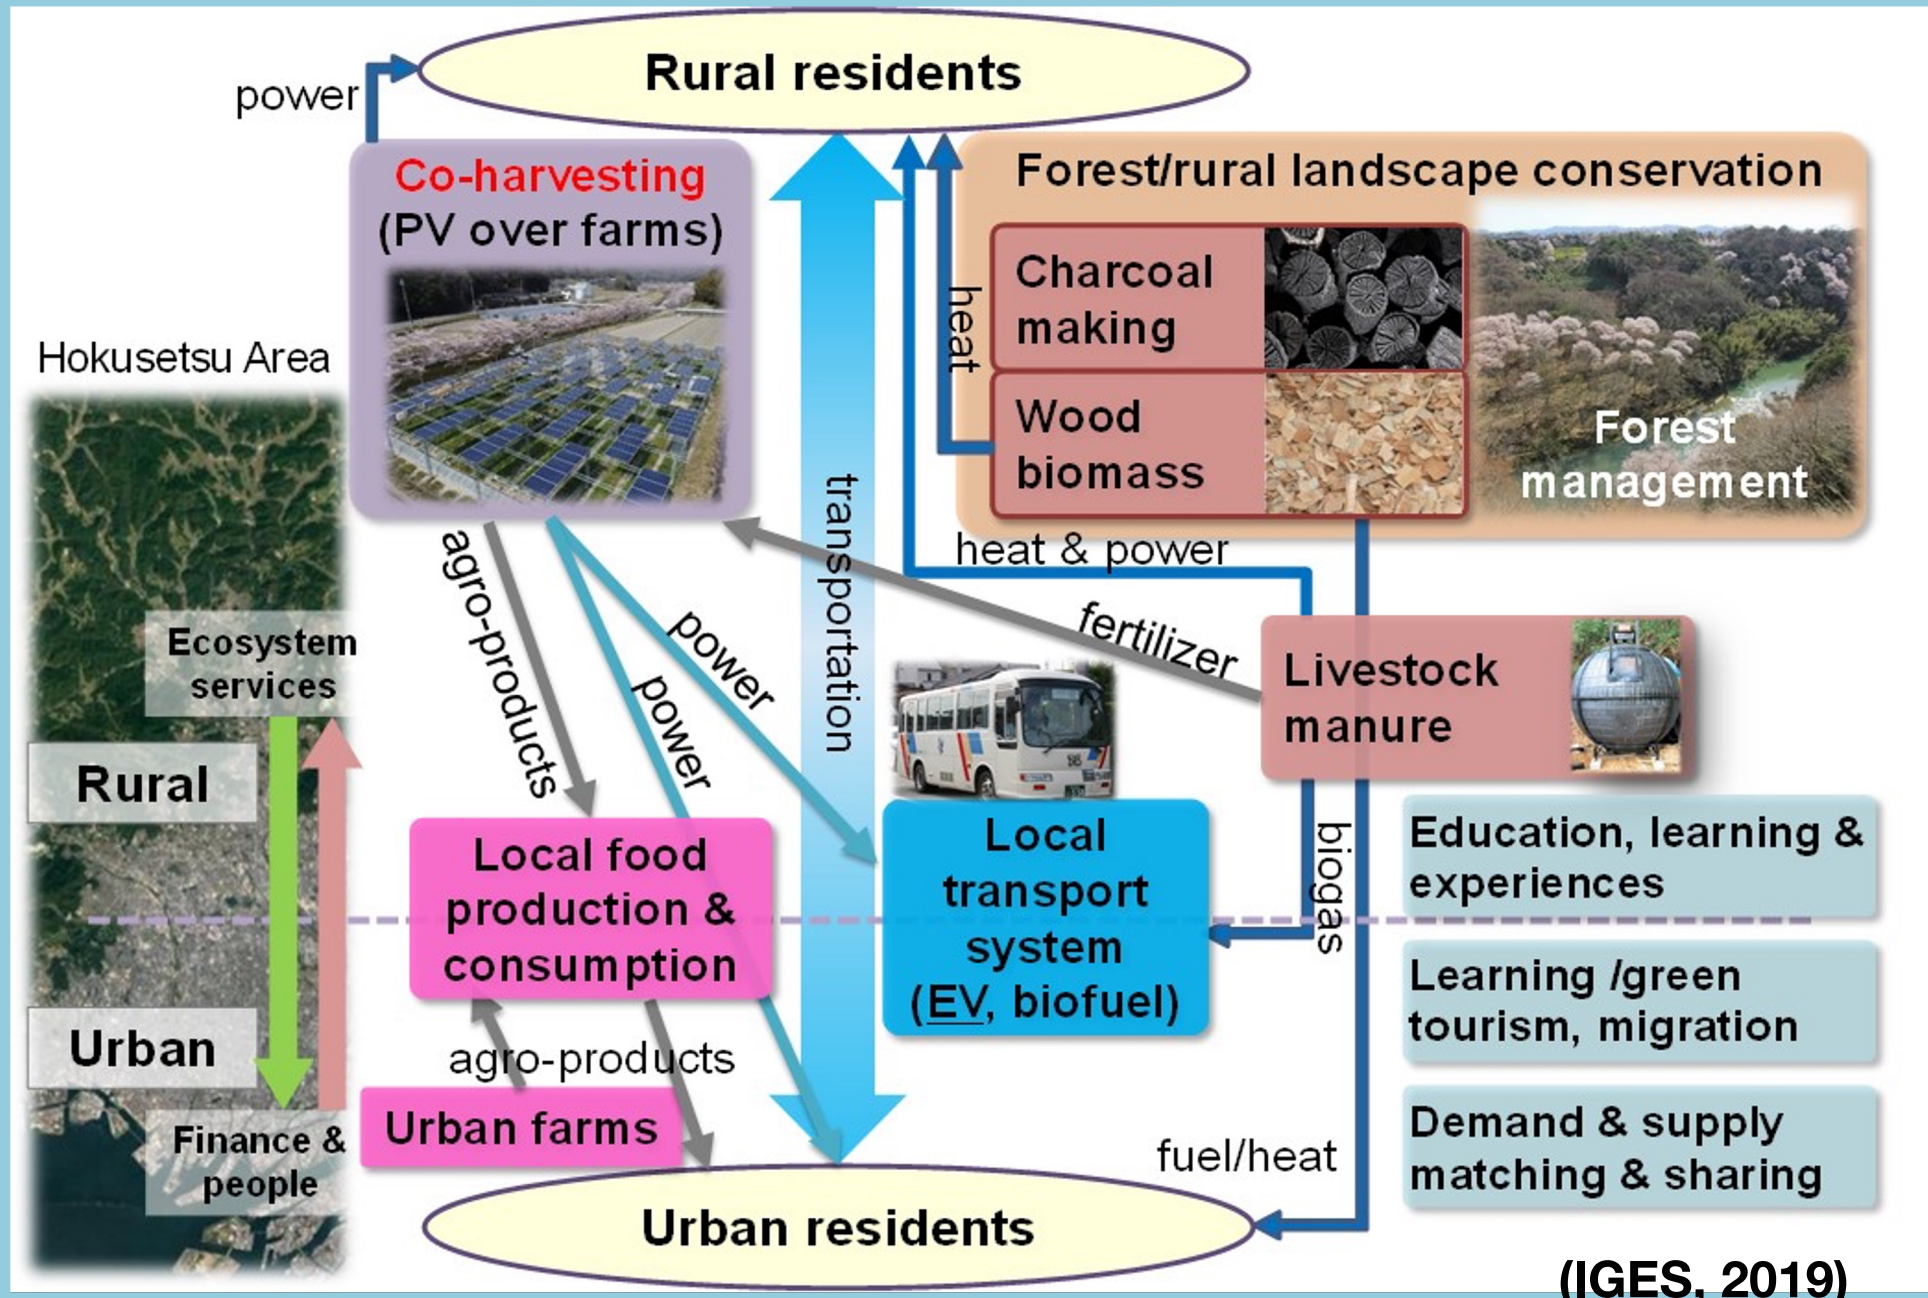 Rural residents
power
Co-harvesting
(PV over farms)
Forest/rural landscape conservation
Charcoal
making
heat
Wood
biomass
Forest
management
Hokusetsu Area
transportation
heat & power
agro-products
power
power
fertilizer
Ecosystem
services
Livestock
manure
Rural
Local food
production &
consumption
Local
transport
system
(EV, biofuel)
biogas
Education, learning &
experiences
Learning /green
tourism, migration
Urban
agro-products
Urban farms
Finance &
people
fuel/heat
Demand & supply
matching & sharing
Urban residents
(IGES, 2019)